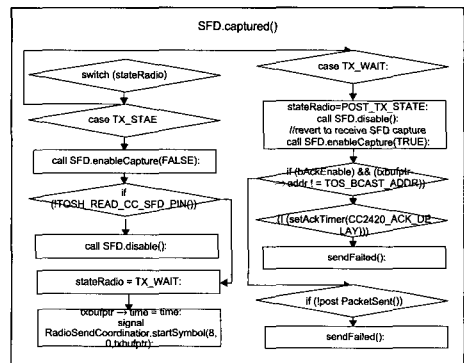 SFD.captured()
switch (stateRadio)
case TX_STAE
call SFD.enableCapture(FALSE):
if
(!TOSH_READ_CC_SFD_PIN())
call SFD.disable():
stateRadio = TX_WAIT:
txbufptr → time = time:
signal
RadioSendCoordinatior.startSymbol(8,
0,txbufptr):
case TX_WAIT:
stateRadio=POST_TX_STATE:
call SFD.disable():
//revert to receive SFD capture
call SFD.enableCapture(TRUE):
if (bAckEnable) && (txbufptr
→ addr ! = TOS_BCAST_ADDR))
(! (setAckTimer(CC2420_ACK_DE
LAY)))
sendFailed():
if (!post PacketSent())
sendFailed():